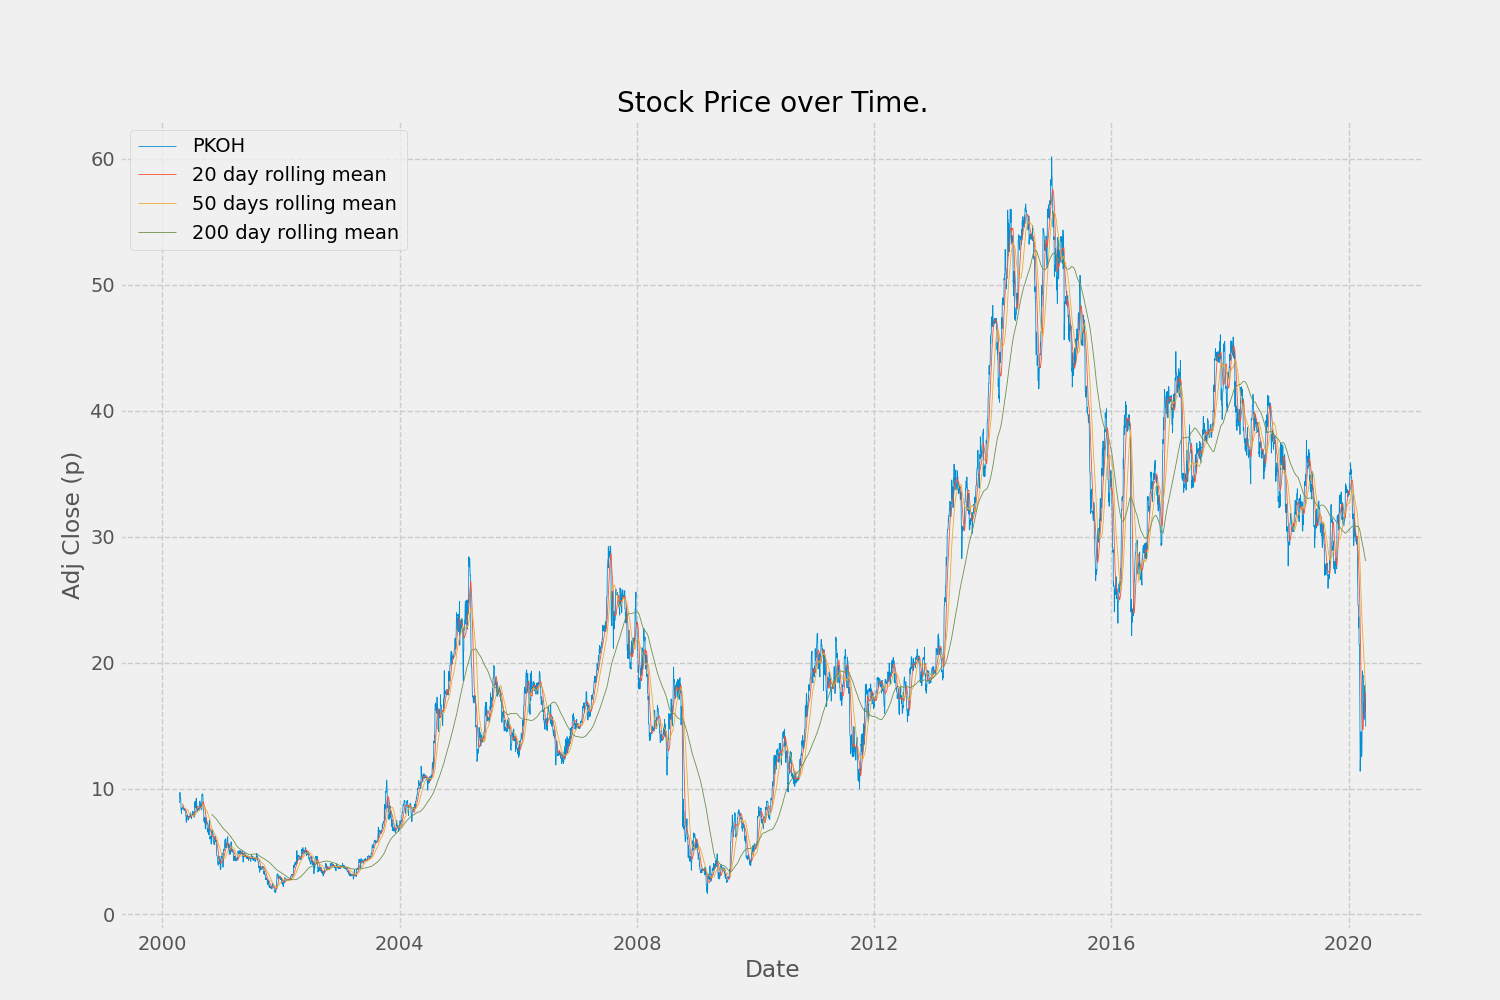 Stock Price over Time.
PKOH
20 day rolling mean
50 days rolling mean
200 day rolling mean
60
50
40
30
20
10
0
Adj Close (p)
2000 2004 2008 2012 2016 2020
Date